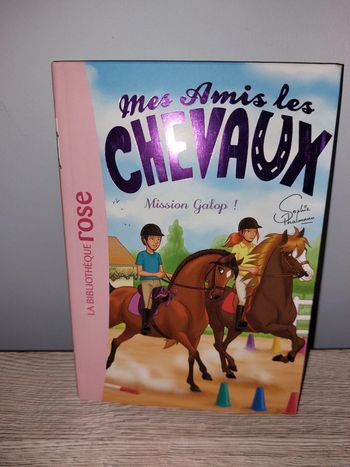 Mes Amis les
CHEVAUX
Mission Galop !
Sophie
Thalmann
LA BIBLIOTHÈQUE rose